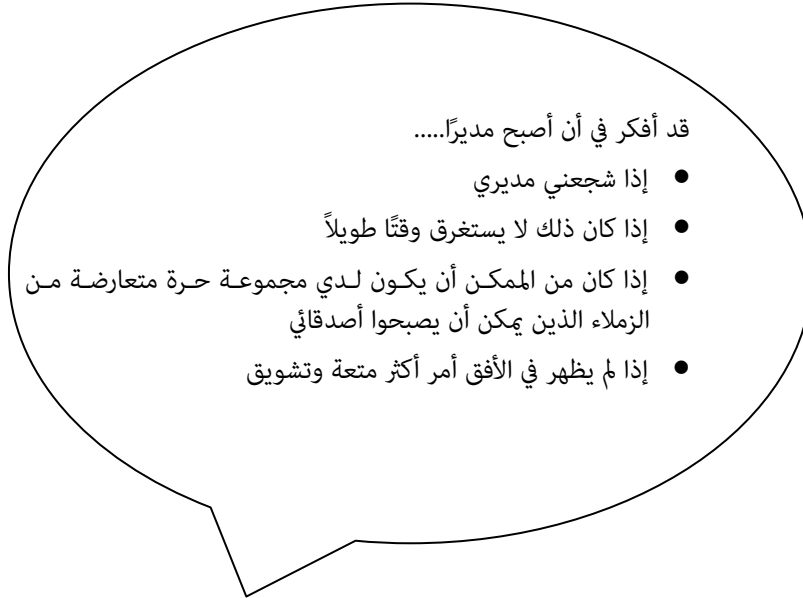 قد أفكر في أن أصبح مديرًا.....
● إذا شجعني مديري
● إذا كان ذلك لا يستغرق وقتًا طويلاً
● إذا كان من الممكن أن يكون لدي مجموعة حرة متعارضة من
الزملاء الذين يمكن أن يصبحوا أصدقائي
● إذا لم يظهر في الأفق أمر أكثر متعة وتشويق